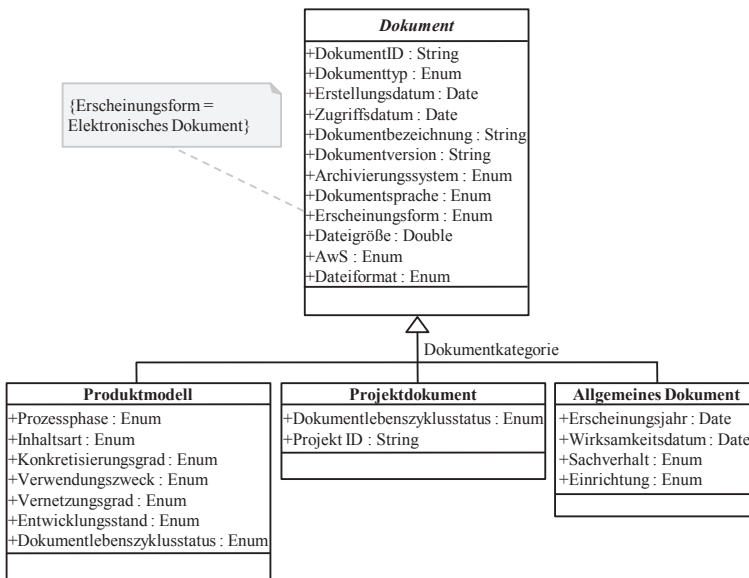 Dokument
+DokumentID : String
+Dokumenttyp : Enum
+Erstellungsdatum : Date
+Zugriffsdatum : Date
+Dokumentbezeichnung : String
+Dokumentversion : String
+Archivierungssystem : Enum
+Dokumentsprache : Enum
+Erscheinungsform : Enum
+Dateigröße : Double
+AwS : Enum
+Dateiformat : Enum
{Erscheinungsform =
Elektronisches Dokument}
Dokumentkategorie
Produktmodell
+Prozessphase : Enum
+Inhaltsart : Enum
+Konkretisierungsgrad : Enum
+Verwendungszweck : Enum
+Vernetzungsgrad : Enum
+Entwicklungsstand : Enum
+Dokumentlebenszyklusstatus : Enum
Projektdokument
+Dokumentlebenszyklusstatus : Enum
+Projekt ID : String
Allgemeines Dokument
+Erscheinungsjahr : Date
+Wirksamkeitsdatum : Date
+Sachverhalt : Enum
+Einrichtung : Enum